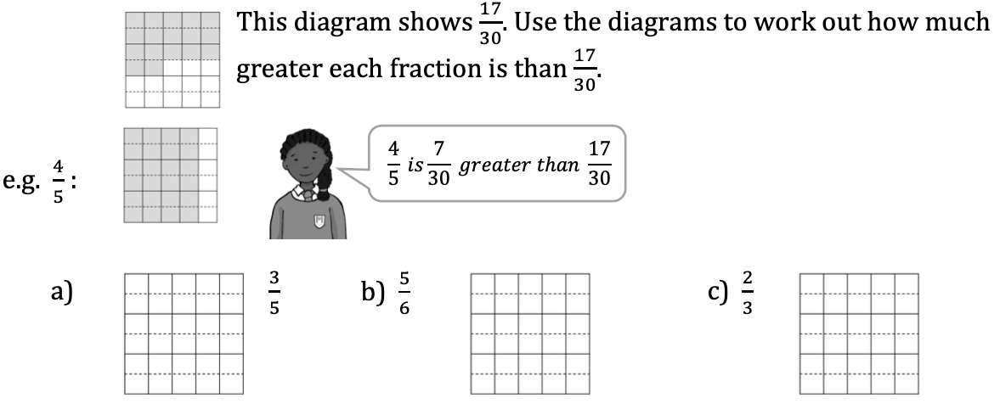 This diagram shows 17/30. Use the diagrams to work out how much
greater each fraction is than 17/30.
e.g. 4/5 :
4/5 is 7/30 greater than 17/30
M
a) 3/5 b) 5/6 c) 2/3